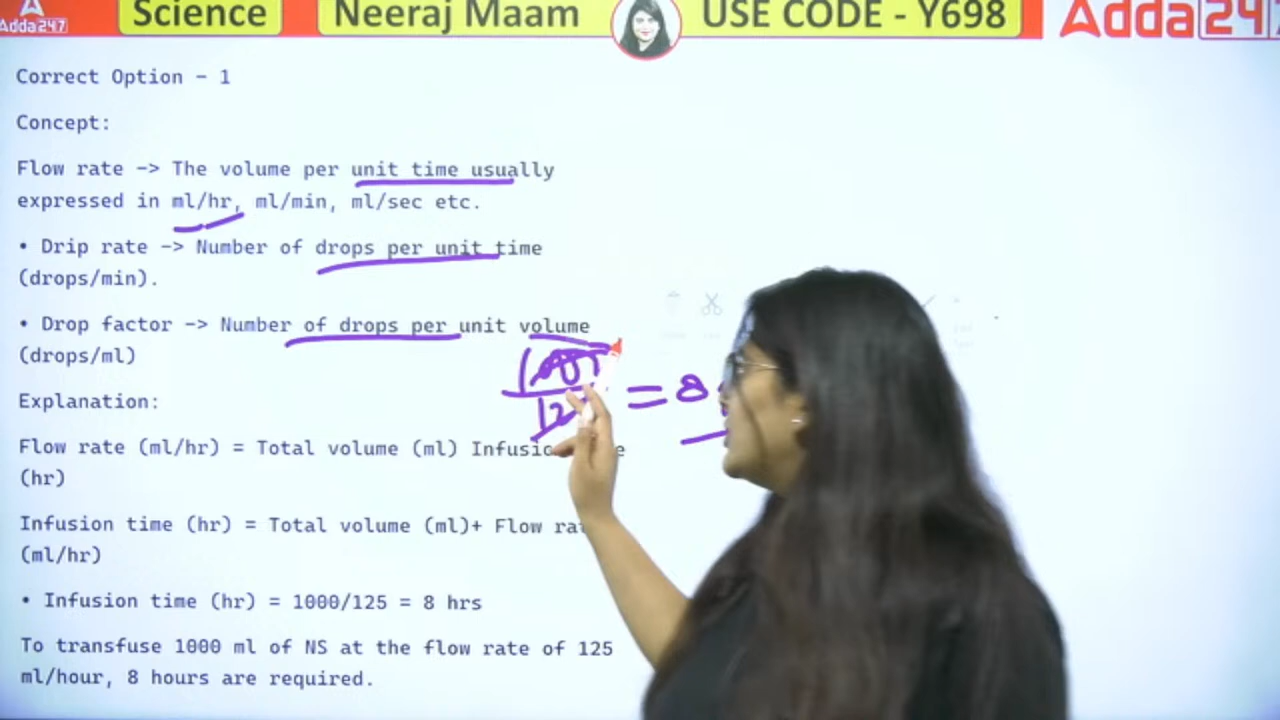 Adda247
Science
Neeraj Maam
USE CODE - Y698
Adda247
Correct Option - 1
Concept:
Flow rate -> The volume per unit time usually
expressed in ml/hr, ml/min, ml/sec etc.
• Drip rate -> Number of drops per unit time
(drops/min).
• Drop factor -> Number of drops per unit volume
(drops/ml)
Explanation:
Flow rate (ml/hr) = Total volume (ml)
(hr)
Infusion time (hr) = Total volume (ml)+ Flow
(ml/hr)
• Infusion time (hr) = 1000/125 = 8 hrs
To transfuse 1000 ml of NS at the flow rate of 125
ml/hour, 8 hours are required.
= 8